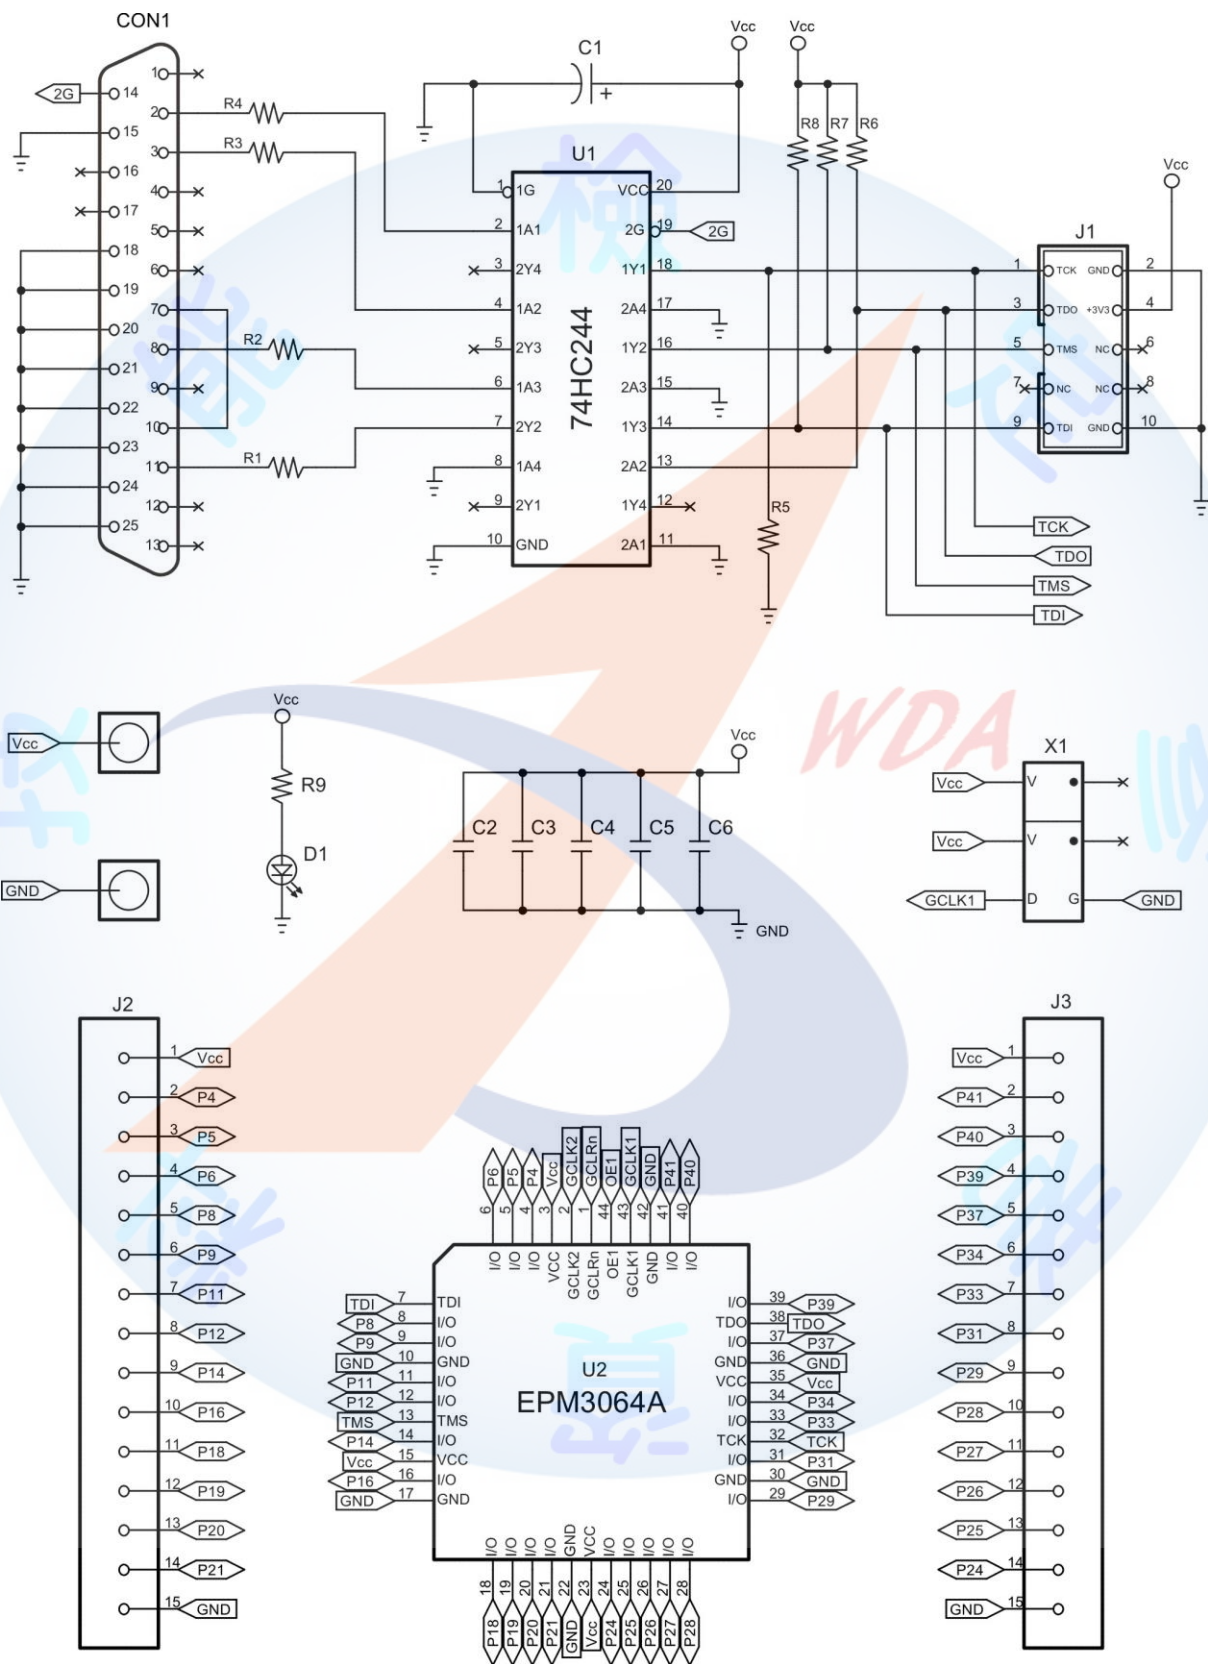 CON1
C1
Vcc
Vcc
1
14
2G
2
R4
15
3
R3
16
4
17
5
18
6
19
7
20
8
R2
21
9
22
10
23
11
R1
24
12
25
13
U1
74HC244
1 1G VCC 20
2 1A1 2G 19 2G
3 2Y4 1Y1 18
4 1A2 2A4 17
5 2Y3 1Y2 16
6 1A3 2A3 15
7 2Y2 1Y3 14
8 1A4 2A2 13
9 2Y1 1Y4 12
10 GND 2A1 11
R8 R7 R6
R5
Vcc
J1
1 TCK GND 2
3 TDO +3V3 4
5 TMS NC 6
7 NC NC 8
9 TDI GND 10
TCK
TDO
TMS
TDI
Vcc
GND
Vcc
R9
D1
Vcc
C2 C3 C4 C5 C6
GND
WDA
X1
Vcc V
Vcc V
GCLK1 D G GND
J2
1 Vcc
2 P4
3 P5
4 P6
5 P8
6 P9
7 P11
8 P12
9 P14
10 P16
11 P18
12 P19
13 P20
14 P21
15 GND
P6 P5 P4 Vcc GCLK2 GCLRn OE1 GCLK1 GND P41 P40
6 5 4 3 2 1 44 43 42 41 40
I/O I/O I/O VCC GCLK2 GCLRn OE1 GCLK1 GND I/O I/O
TDI 7 TDI I/O 39 P39
P8 8 I/O TDO 38 TDO
P9 9 I/O I/O 37 P37
GND 10 GND GND 36 GND
P11 11 I/O VCC 35 Vcc
P12 12 I/O I/O 34 P34
TMS 13 TMS I/O 33 P33
P14 14 I/O TCK 32 TCK
Vcc 15 VCC I/O 31 P31
P16 16 I/O GND 30 GND
GND 17 GND I/O 29 P29
U2
EPM3064A
I/O I/O I/O I/O GND VCC I/O I/O I/O I/O I/O
18 19 20 21 22 23 24 25 26 27 28
P18 P19 P20 P21 GND Vcc P24 P25 P26 P27 P28
J3
Vcc 1
P41 2
P40 3
P39 4
P37 5
P34 6
P33 7
P31 8
P29 9
P28 10
P27 11
P26 12
P25 13
P24 14
GND 15